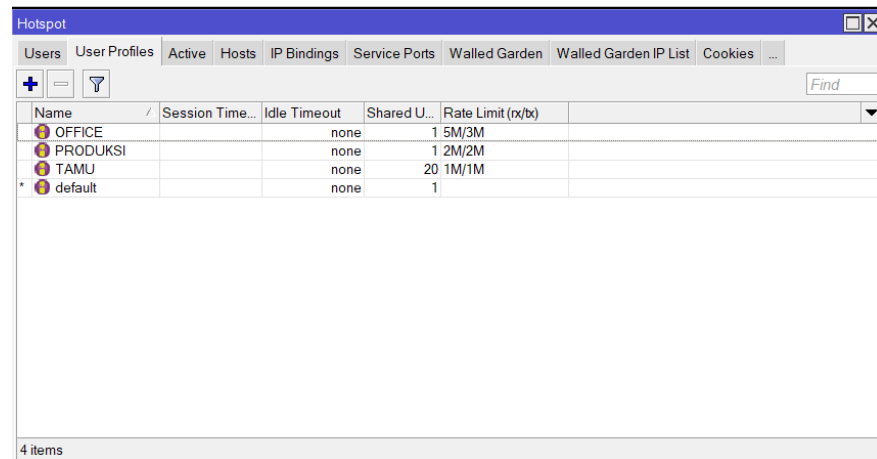 Hotspot
Users User Profiles Active Hosts IP Bindings Service Ports Walled Garden Walled Garden IP List Cookies ...
Find
Name Session Time... Idle Timeout Shared U... Rate Limit (rx/tx)
OFFICE none 1 5M/3M
PRODUKSI none 1 2M/2M
TAMU none 20 1M/1M
* default none 1
4 items